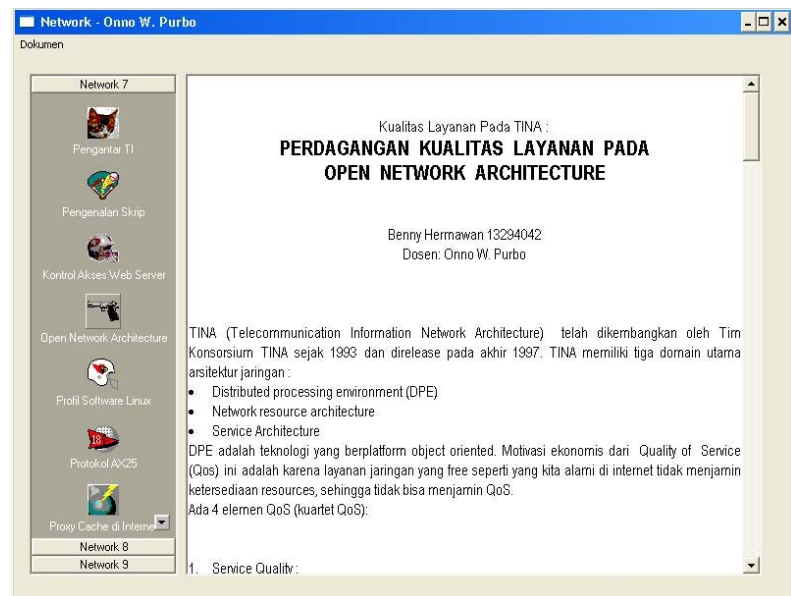 Network - Onno W. Purbo
Dokumen
Network 7
Pengantar TI
Pengenalan Skrip
Kontrol Akses Web Server
Open Network Architecture
Profil Software Linux
18
Protokol AX25
Proxy Cache di Interne
Network 8
Network 9
Kualitas Layanan Pada TINA :
PERDAGANGAN KUALITAS LAYANAN PADA
OPEN NETWORK ARCHITECTURE
Benny Hermawan 13294042
Dosen: Onno W. Purbo
TINA (Telecommunication Information Network Architecture) telah dikembangkan oleh Tim
Konsorsium TINA sejak 1993 dan direlease pada akhir 1997. TINA memiliki tiga domain utama
arsitektur jaringan :
• Distributed processing environment (DPE)
• Network resource architecture
• Service Architecture
DPE adalah teknologi yang berplatform object oriented. Motivasi ekonomis dari Quality of Service
(Qos) ini adalah karena layanan jaringan yang free seperti yang kita alami di internet tidak menjamin
ketersediaan resources, sehingga tidak bisa menjamin QoS.
Ada 4 elemen QoS (kuartet QoS):
1. Service Quality :